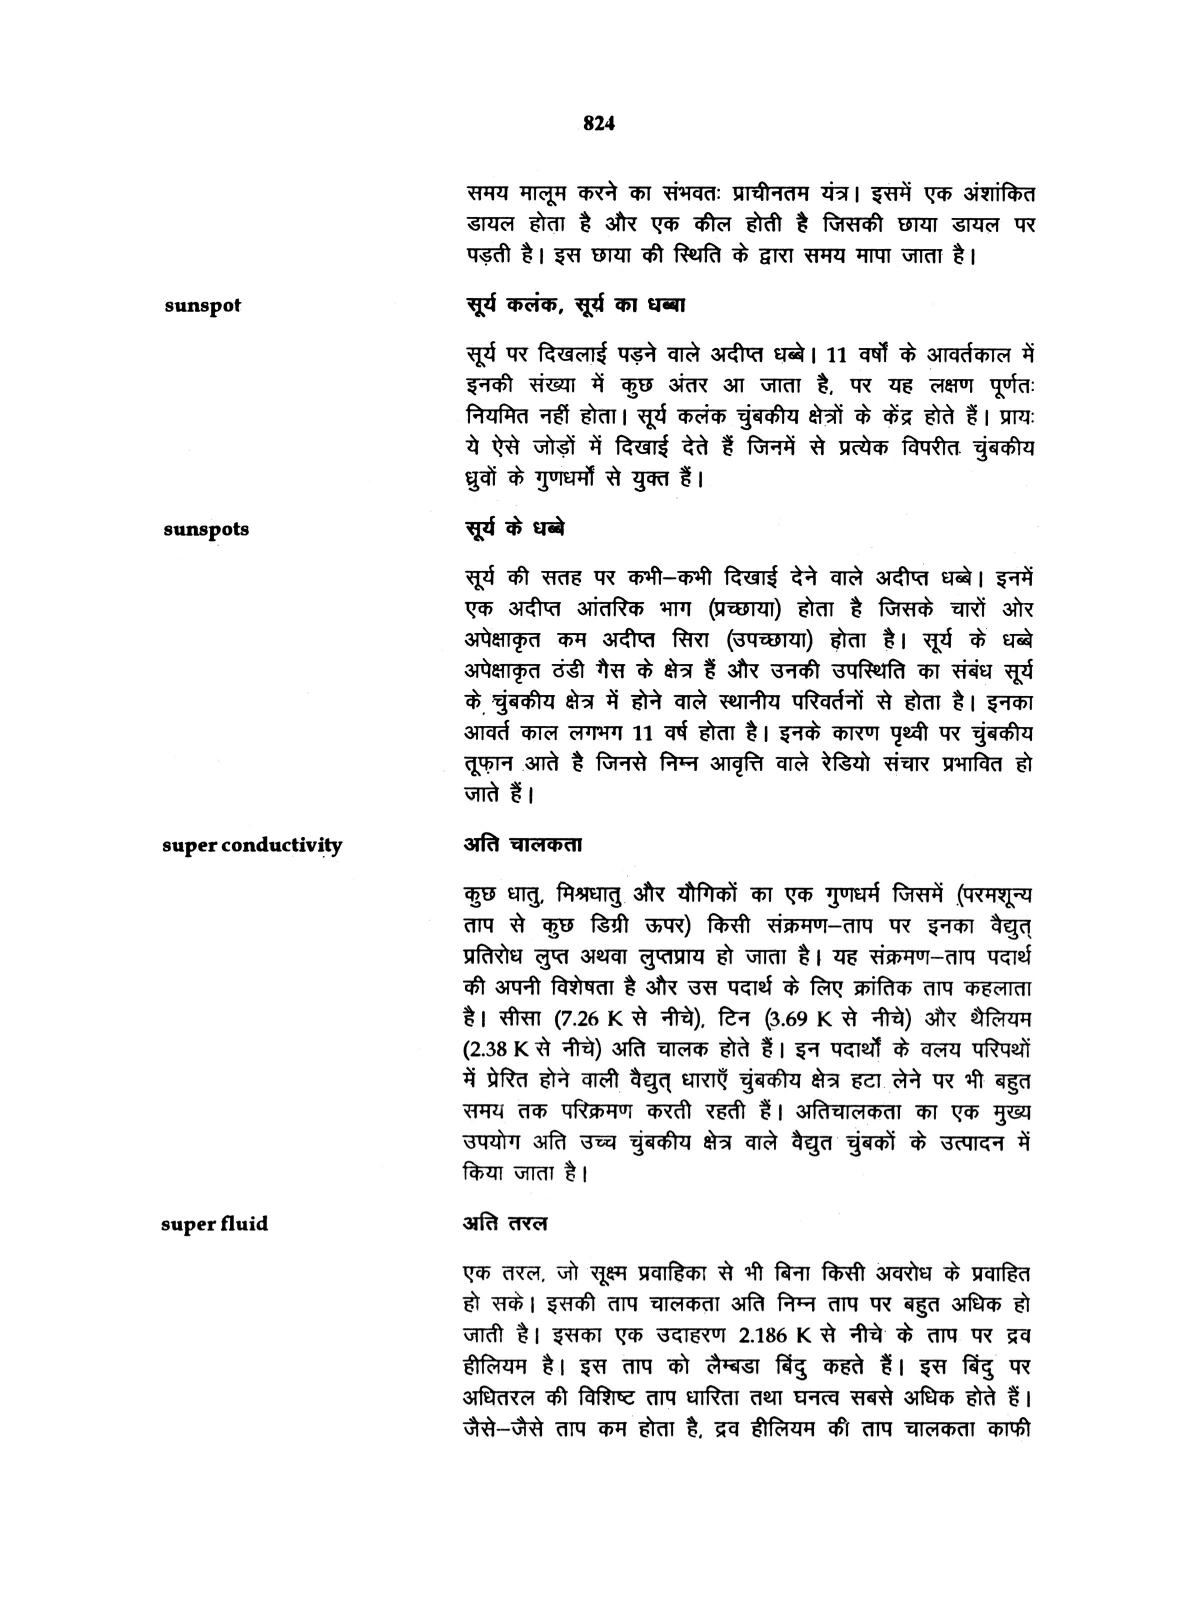 824
समय मालूम करने का संभवतः प्राचीनतम यंत्र। इसमें एक अंशांकित
डायल होता है और एक कील होती है जिसकी छाया डायल पर
पड़ती है। इस छाया की स्थिति के द्वारा समय मापा जाता है।
sunspot सूर्य कलंक, सूर्य का धब्बा
सूर्य पर दिखलाई पड़ने वाले अदीप्त धब्बे। 11 वर्षों के आवर्तकाल में
इनकी संख्या में कुछ अंतर आ जाता है, पर यह लक्षण पूर्णतः
नियमित नहीं होता। सूर्य कलंक चुंबकीय क्षेत्रों के केंद्र होते हैं। प्रायः
ये ऐसे जोड़ों में दिखाई देते हैं जिनमें से प्रत्येक विपरीत चुंबकीय
ध्रुवों के गुणधर्मों से युक्त हैं।
sunspots सूर्य के धब्बे
सूर्य की सतह पर कभी–कभी दिखाई देने वाले अदीप्त धब्बे। इनमें
एक अदीप्त आंतरिक भाग (प्रच्छाया) होता है जिसके चारों ओर
अपेक्षाकृत कम अदीप्त सिरा (उपच्छाया) होता है। सूर्य के धब्बे
अपेक्षाकृत ठंडी गैस के क्षेत्र हैं और उनकी उपस्थिति का संबंध सूर्य
के चुंबकीय क्षेत्र में होने वाले स्थानीय परिवर्तनों से होता है। इनका
आवर्त काल लगभग 11 वर्ष होता है। इनके कारण पृथ्वी पर चुंबकीय
तूफ़ान आते है जिनसे निम्न आवृत्ति वाले रेडियो संचार प्रभावित हो
जाते हैं।
super conductivity अति चालकता
कुछ धातु, मिश्रधातु और यौगिकों का एक गुणधर्म जिसमें (परमशून्य
ताप से कुछ डिग्री ऊपर) किसी संक्रमण–ताप पर इनका वैद्युत्
प्रतिरोध लुप्त अथवा लुप्तप्राय हो जाता है। यह संक्रमण–ताप पदार्थ
की अपनी विशेषता है और उस पदार्थ के लिए क्रांतिक ताप कहलाता
है। सीसा (7.26 K से नीचे), टिन (3.69 K से नीचे) और थैलियम
(2.38 K से नीचे) अति चालक होते हैं। इन पदार्थों के वलय परिपथों
में प्रेरित होने वाली वैद्युत् धाराएँ चुंबकीय क्षेत्र हटा लेने पर भी बहुत
समय तक परिक्रमण करती रहती हैं। अतिचालकता का एक मुख्य
उपयोग अति उच्च चुंबकीय क्षेत्र वाले वैद्युत चुंबकों के उत्पादन में
किया जाता है।
super fluid अति तरल
एक तरल, जो सूक्ष्म प्रवाहिका से भी बिना किसी अवरोध के प्रवाहित
हो सके। इसकी ताप चालकता अति निम्न ताप पर बहुत अधिक हो
जाती है। इसका एक उदाहरण 2.186 K से नीचे के ताप पर द्रव
हीलियम है। इस ताप को लैम्बडा बिंदु कहते हैं। इस बिंदु पर
अधितरल की विशिष्ट ताप धारिता तथा घनत्व सबसे अधिक होते हैं।
जैसे–जैसे ताप कम होता है, द्रव हीलियम की ताप चालकता काफी